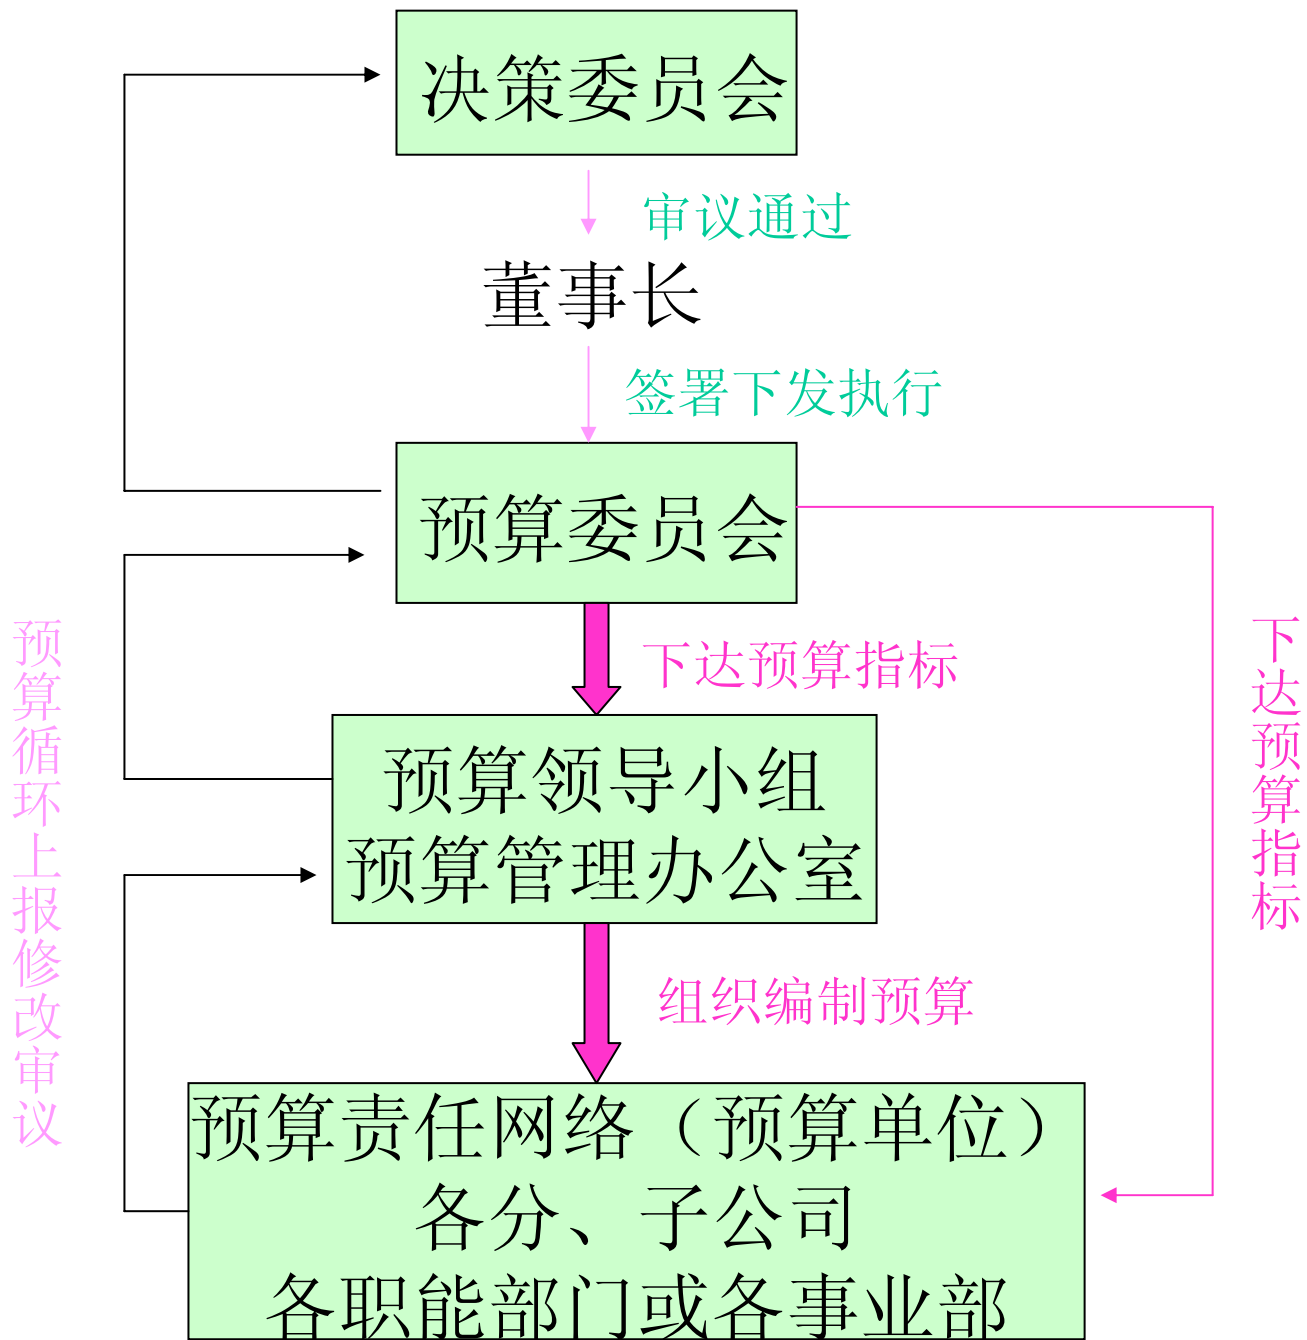 决策委员会
审议通过
董事长
签署下发执行
预算委员会
下达预算指标
预算领导小组
预算管理办公室
组织编制预算
预算责任网络（预算单位）
各分、子公司
各职能部门或各事业部
预算循环上报修改审议
下达预算指标